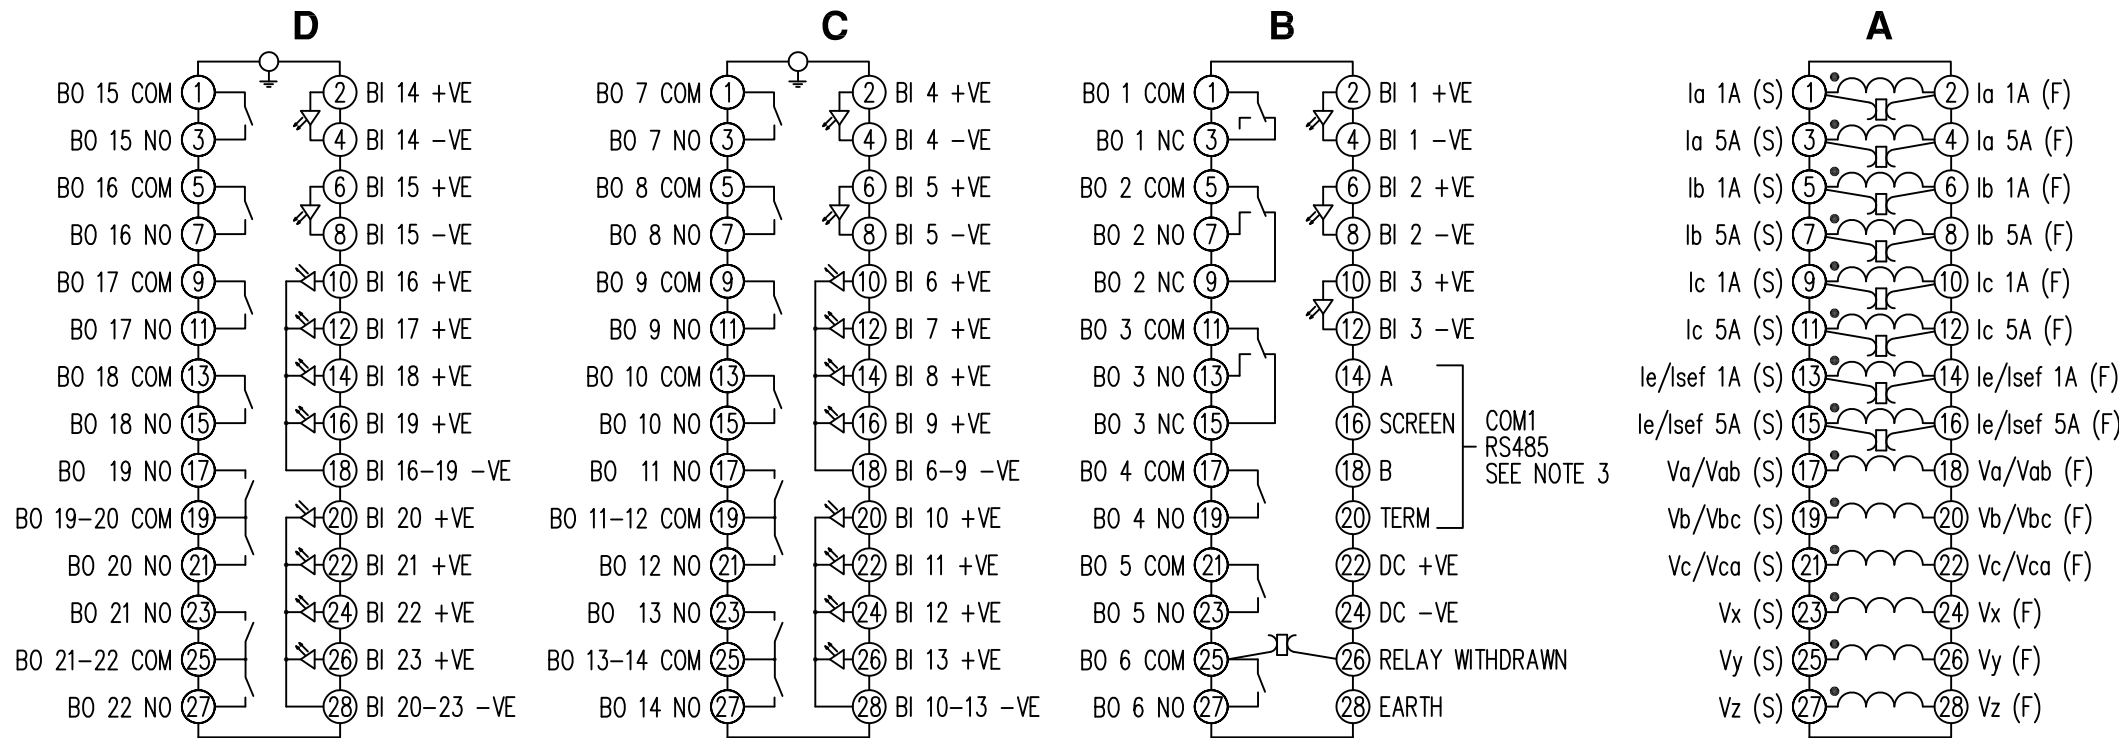 D
C
B
A
BO 15 COM 1 2 BI 14 +VE
BO 15 NO 3 4 BI 14 -VE
BO 16 COM 5 6 BI 15 +VE
BO 16 NO 7 8 BI 15 -VE
BO 17 COM 9 10 BI 16 +VE
BO 17 NO 11 12 BI 17 +VE
BO 18 COM 13 14 BI 18 +VE
BO 18 NO 15 16 BI 19 +VE
BO 19 NO 17 18 BI 16-19 -VE
BO 19-20 COM 19 20 BI 20 +VE
BO 20 NO 21 22 BI 21 +VE
BO 21 NO 23 24 BI 22 +VE
BO 21-22 COM 25 26 BI 23 +VE
BO 22 NO 27 28 BI 20-23 -VE
BO 7 COM 1 2 BI 4 +VE
BO 7 NO 3 4 BI 4 -VE
BO 8 COM 5 6 BI 5 +VE
BO 8 NO 7 8 BI 5 -VE
BO 9 COM 9 10 BI 6 +VE
BO 9 NO 11 12 BI 7 +VE
BO 10 COM 13 14 BI 8 +VE
BO 10 NO 15 16 BI 9 +VE
BO 11 NO 17 18 BI 6-9 -VE
BO 11-12 COM 19 20 BI 10 +VE
BO 12 NO 21 22 BI 11 +VE
BO 13 NO 23 24 BI 12 +VE
BO 13-14 COM 25 26 BI 13 +VE
BO 14 NO 27 28 BI 10-13 -VE
BO 1 COM 1 2 BI 1 +VE
BO 1 NC 3 4 BI 1 -VE
BO 2 COM 5 6 BI 2 +VE
BO 2 NO 7 8 BI 2 -VE
BO 2 NC 9 10 BI 3 +VE
BO 3 COM 11 12 BI 3 -VE
BO 3 NO 13 14 A
BO 3 NC 15 16 SCREEN
BO 4 COM 17 18 B
BO 4 NO 19 20 TERM
COM1
RS485
SEE NOTE 3
BO 5 COM 21 22 DC +VE
BO 5 NO 23 24 DC -VE
BO 6 COM 25 26 RELAY WITHDRAWN
BO 6 NO 27 28 EARTH
Ia 1A (S) 1 2 Ia 1A (F)
Ia 5A (S) 3 4 Ia 5A (F)
Ib 1A (S) 5 6 Ib 1A (F)
Ib 5A (S) 7 8 Ib 5A (F)
Ic 1A (S) 9 10 Ic 1A (F)
Ic 5A (S) 11 12 Ic 5A (F)
Ie/Isef 1A (S) 13 14 Ie/Isef 1A (F)
Ie/Isef 5A (S) 15 16 Ie/Isef 5A (F)
Va/Vab (S) 17 18 Va/Vab (F)
Vb/Vbc (S) 19 20 Vb/Vbc (F)
Vc/Vca (S) 21 22 Vc/Vca (F)
Vx (S) 23 24 Vx (F)
Vy (S) 25 26 Vy (F)
Vz (S) 27 28 Vz (F)